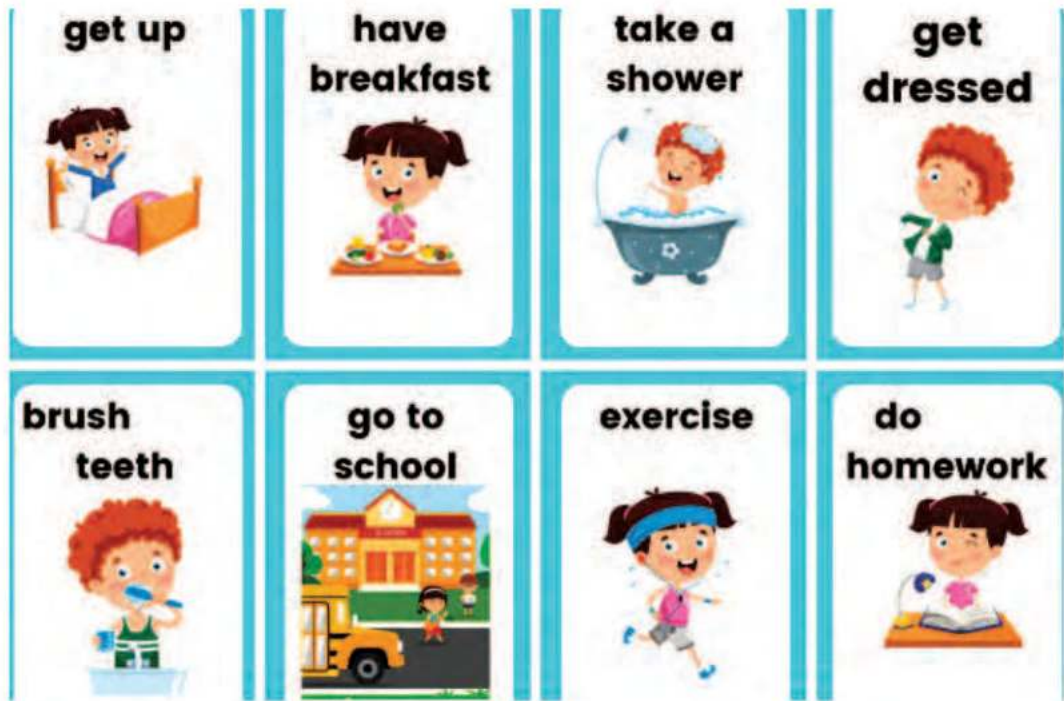 get up
have
breakfast
take a
shower
get
dressed
brush
teeth
go to
school
exercise
do
homework